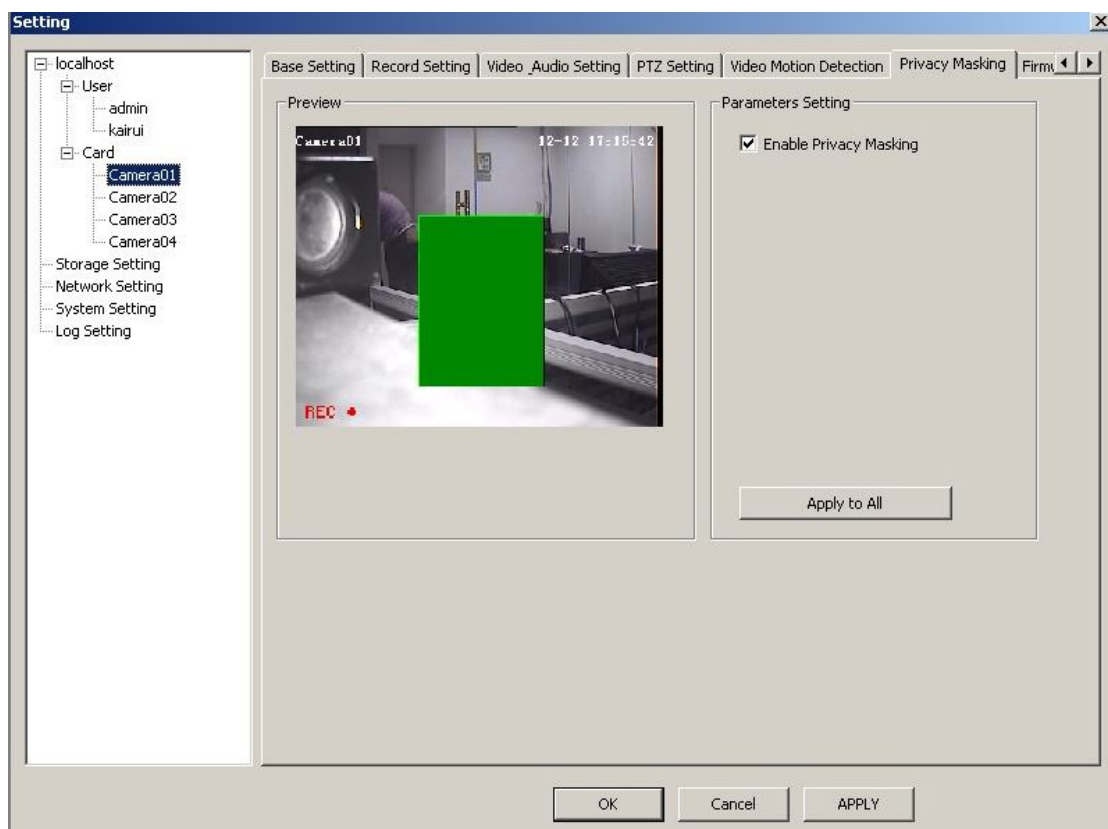 Setting
localhost
User
admin
kairui
Card
Camera01
Camera02
Camera03
Camera04
Storage Setting
Network Setting
System Setting
Log Setting
Base Setting Record Setting Video _Audio Setting PTZ Setting Video Motion Detection Privacy Masking
Preview
Camera01 12-12 17:15:42
REC
Parameters Setting
Enable Privacy Masking
Apply to All
OK Cancel APPLY